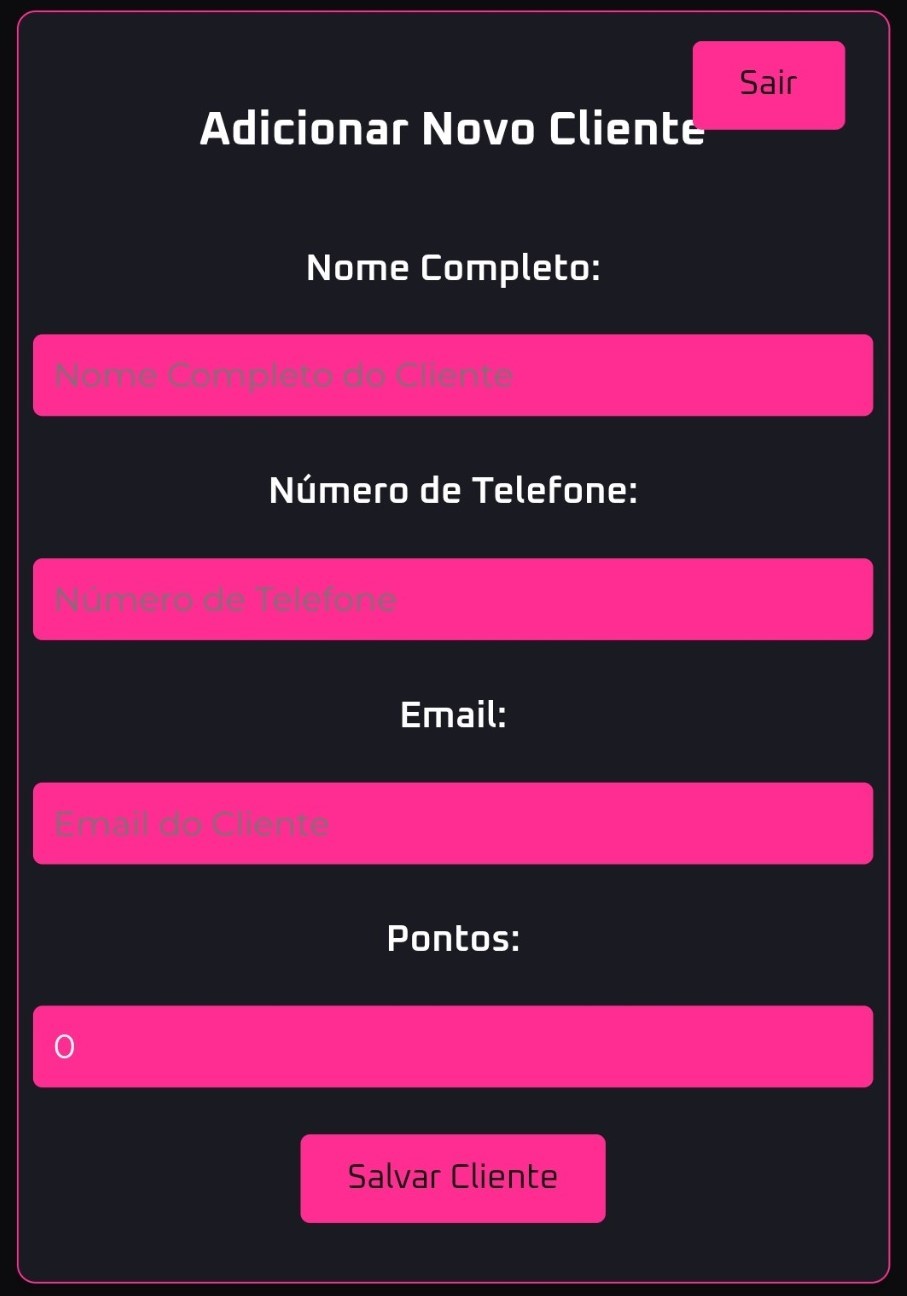 Sair
Adicionar Novo Cliente
Nome Completo:
Nome Completo do Cliente
Número de Telefone:
Número de Telefone
Email:
Email do Cliente
Pontos:
0
Salvar Cliente